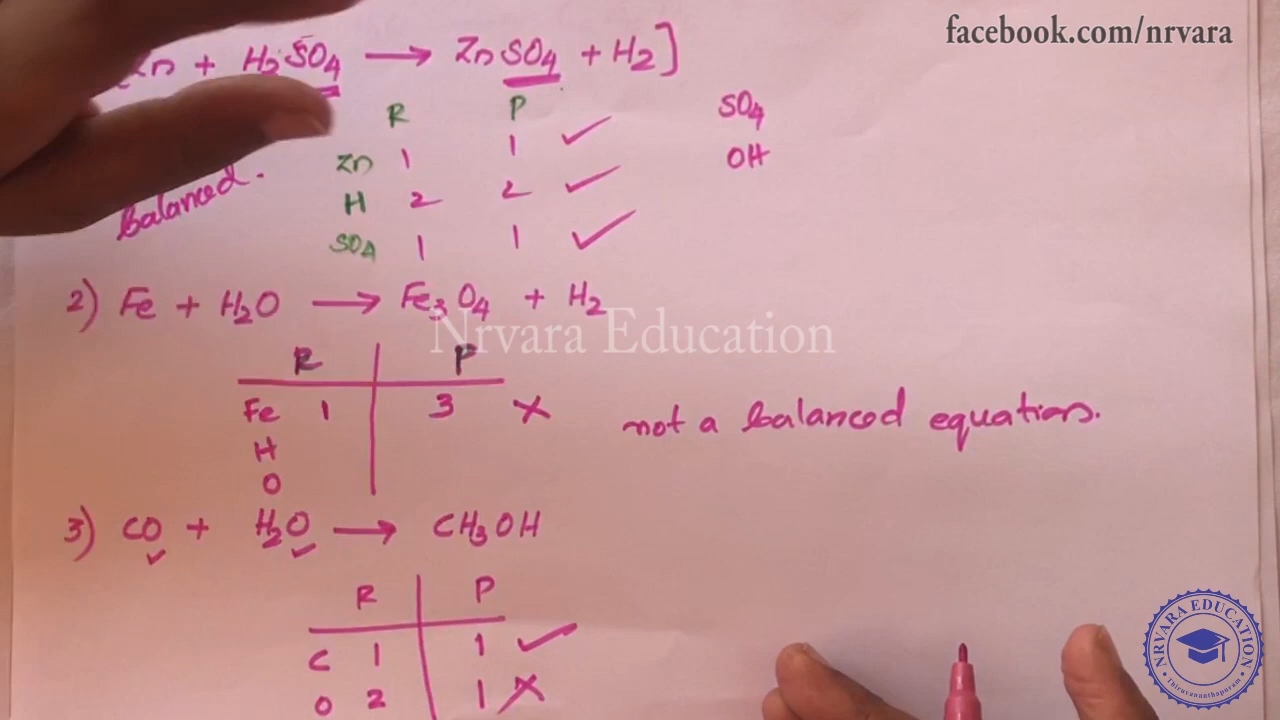 facebook.com/nrvara
Zn + H2SO4 → ZnSO4 + H2]
R P SO4
Zn 1 1 ✓ OH
balanced. H 2 2 ✓
SO4 1 1 ✓
2) Fe + H2O → Fe3O4 + H2
Nrvara Education
R P
Fe 1 3 X not a balanced equation.
H
O
3) CO + H2O → CH3OH
R P
C 1 1 ✓
O 2 1 X
NRVARA EDUCATION
Thiruvananthapuram